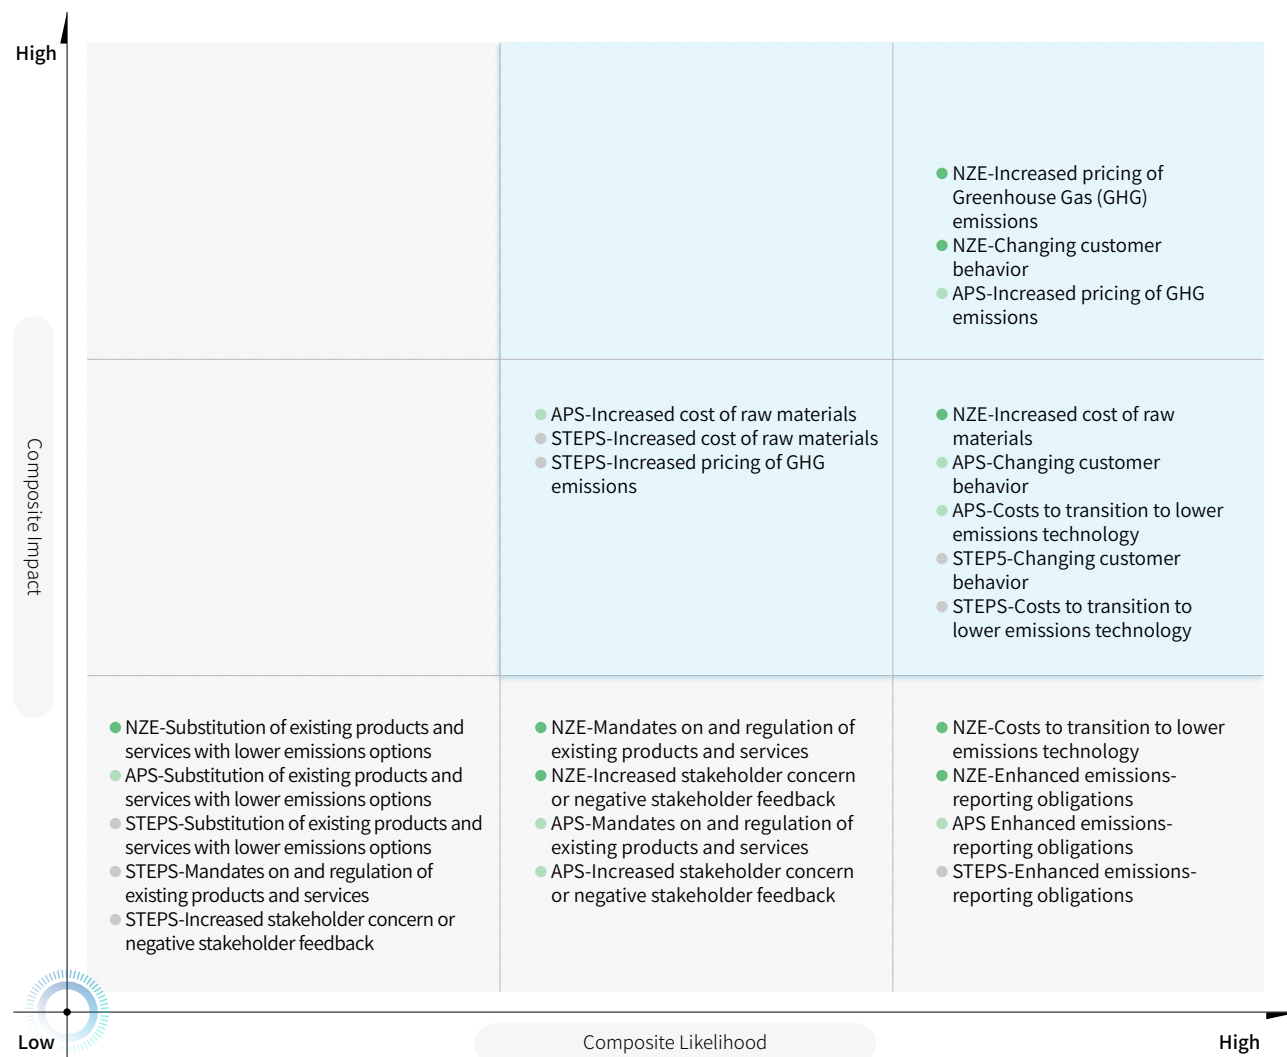 High
NZE-Increased pricing of
Greenhouse Gas (GHG)
emissions
NZE-Changing customer
behavior
APS-Increased pricing of GHG
emissions
Composite Impact
APS-Increased cost of raw materials
STEPS-Increased cost of raw materials
STEPS-Increased pricing of GHG
emissions
NZE-Increased cost of raw
materials
APS-Changing customer
behavior
APS-Costs to transition to lower
emissions technology
STEP5-Changing customer
behavior
STEPS-Costs to transition to
lower emissions technology
NZE-Substitution of existing products and
services with lower emissions options
APS-Substitution of existing products and
services with lower emissions options
STEPS-Substitution of existing products and
services with lower emissions options
STEPS-Mandates on and regulation of
existing products and services
STEPS-Increased stakeholder concern or
negative stakeholder feedback
NZE-Mandates on and regulation of
existing products and services
NZE-Increased stakeholder concern
or negative stakeholder feedback
APS-Mandates on and regulation of
existing products and services
APS-Increased stakeholder concern
or negative stakeholder feedback
NZE-Costs to transition to lower
emissions technology
NZE-Enhanced emissions-
reporting obligations
APS Enhanced emissions-
reporting obligations
STEPS-Enhanced emissions-
reporting obligations
Low
Composite Likelihood
High